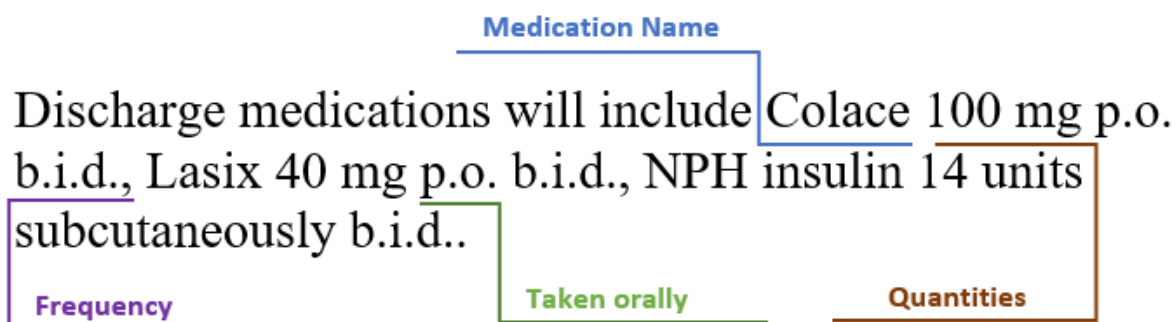 Medication Name
Discharge medications will include Colace 100 mg p.o.
b.i.d., Lasix 40 mg p.o. b.i.d., NPH insulin 14 units
subcutaneously b.i.d..
Frequency
Taken orally
Quantities